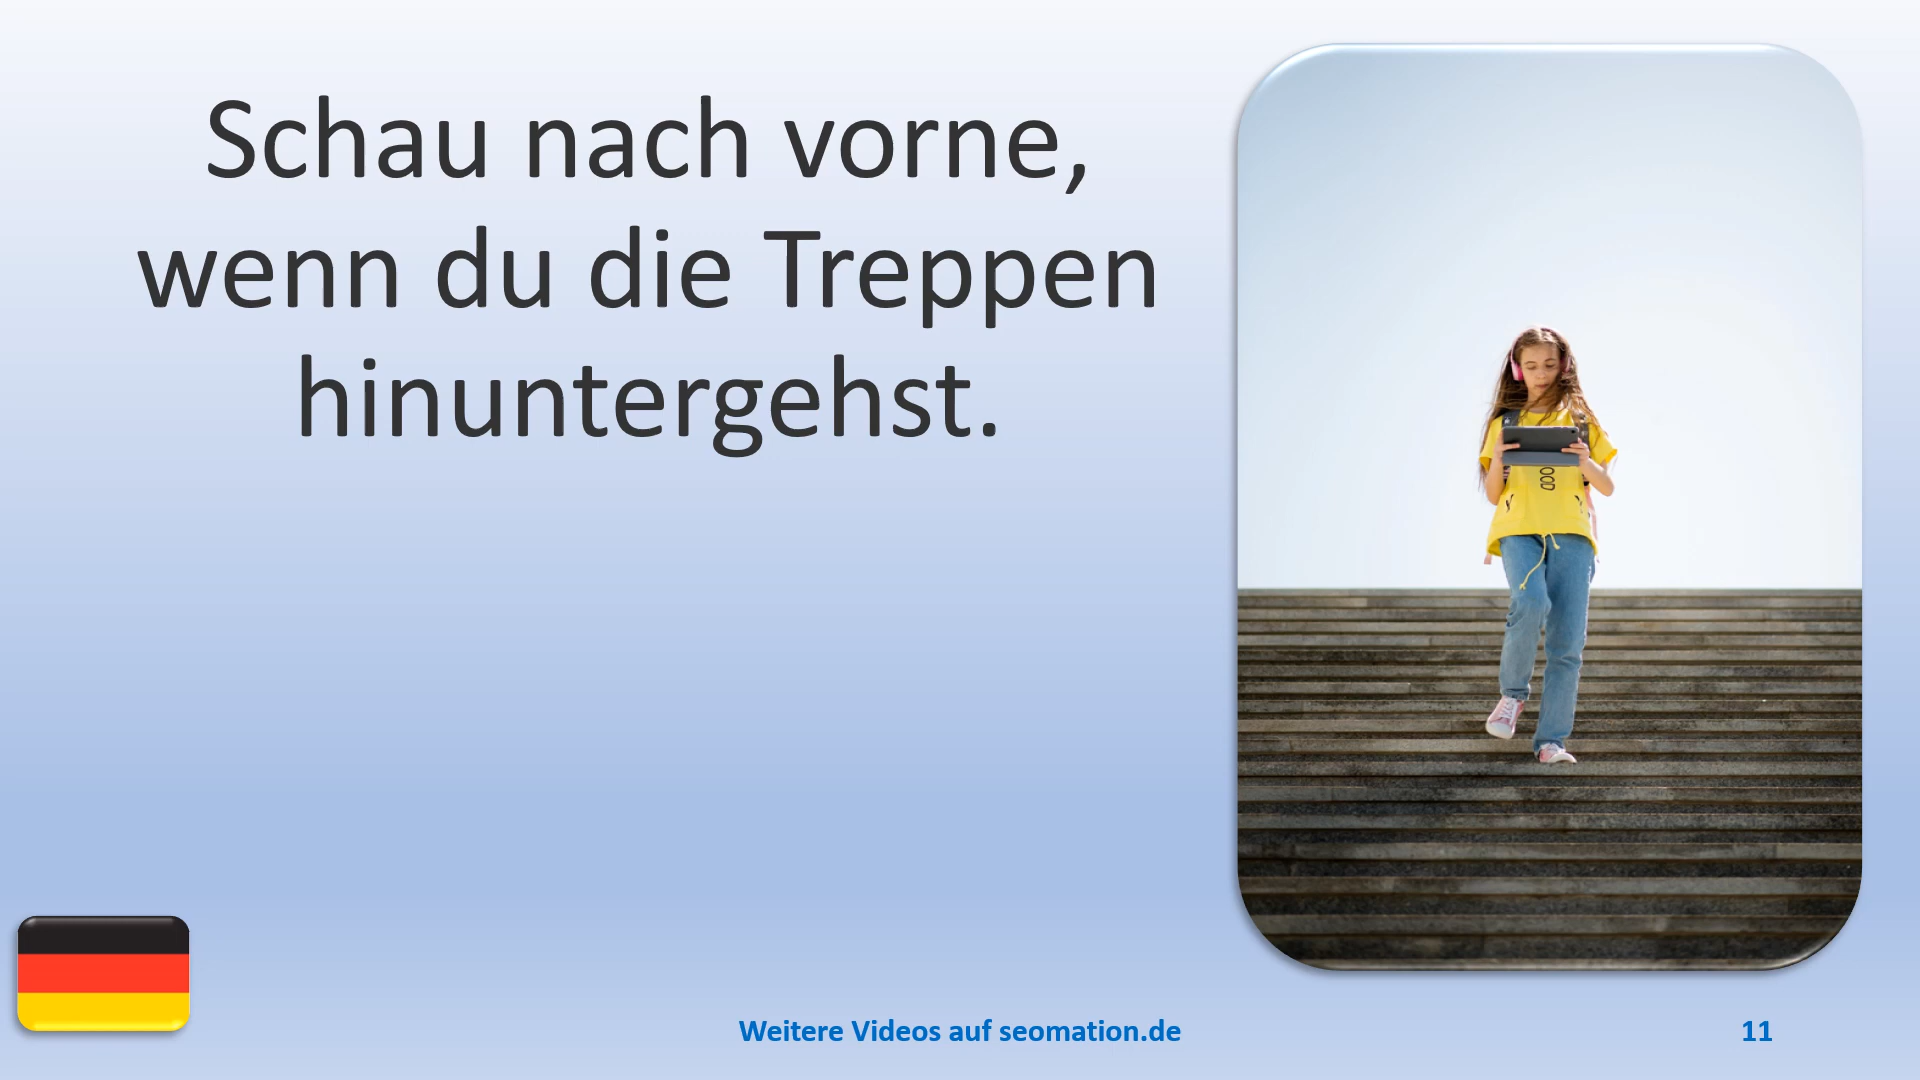 Schau nach vorne,
wenn du die Treppen
hinuntergehst.
Weitere Videos auf seomation.de
11